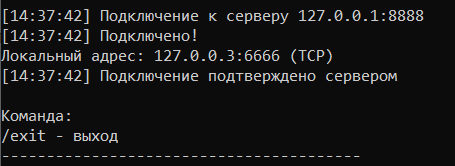 [14:37:42] Подключение к серверу 127.0.0.1:8888
[14:37:42] Подключено!
Локальный адрес: 127.0.0.3:6666 (TCP)
[14:37:42] Подключение подтверждено сервером

Команда:
/exit - выход
----------------------------------------